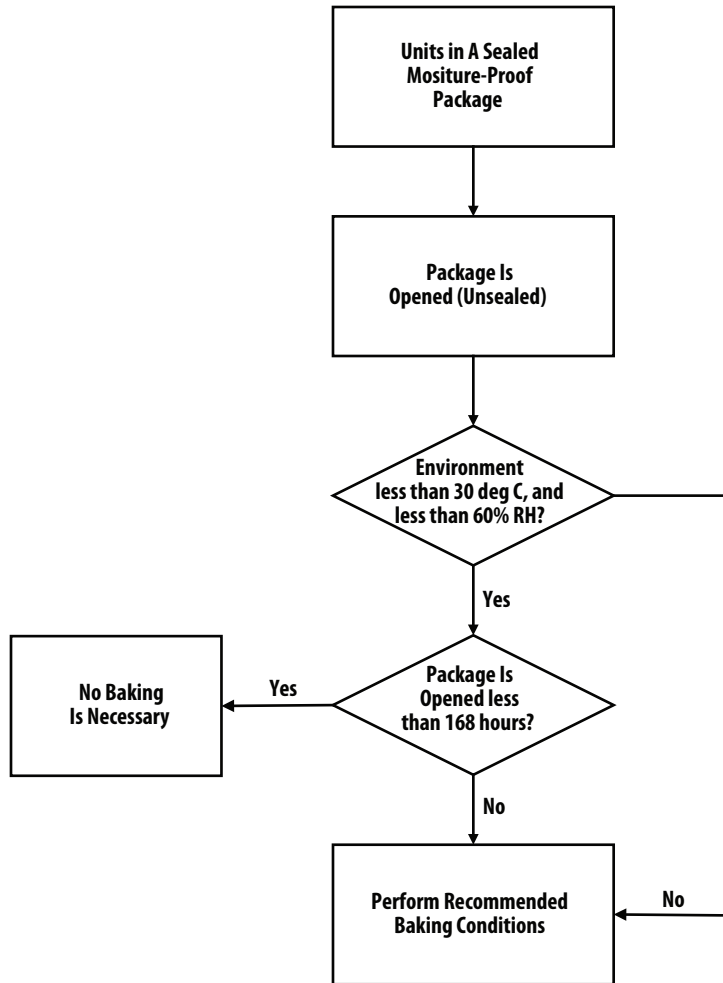 Units in A Sealed
Mositure-Proof
Package
Package Is
Opened (Unsealed)
Environment
less than 30 deg C, and
less than 60% RH?
Yes
No Baking
Is Necessary
Yes
Package Is
Opened less
than 168 hours?
No
Perform Recommended
Baking Conditions
No